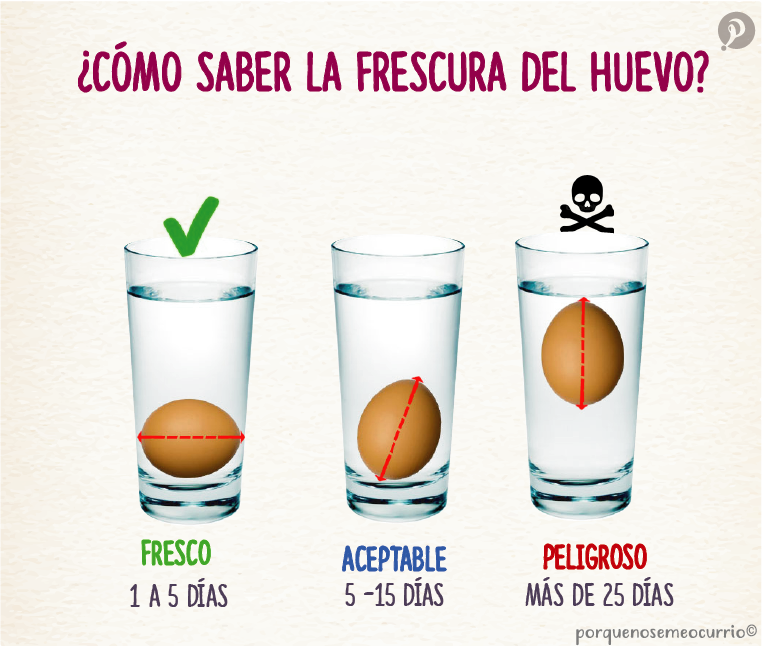 ¿CÓMO SABER LA FRESCURA DEL HUEVO?
FRESCO
1 A 5 DÍAS
ACEPTABLE
5 -15 DÍAS
PELIGROSO
MÁS DE 25 DÍAS
porquenosemeocurrio©